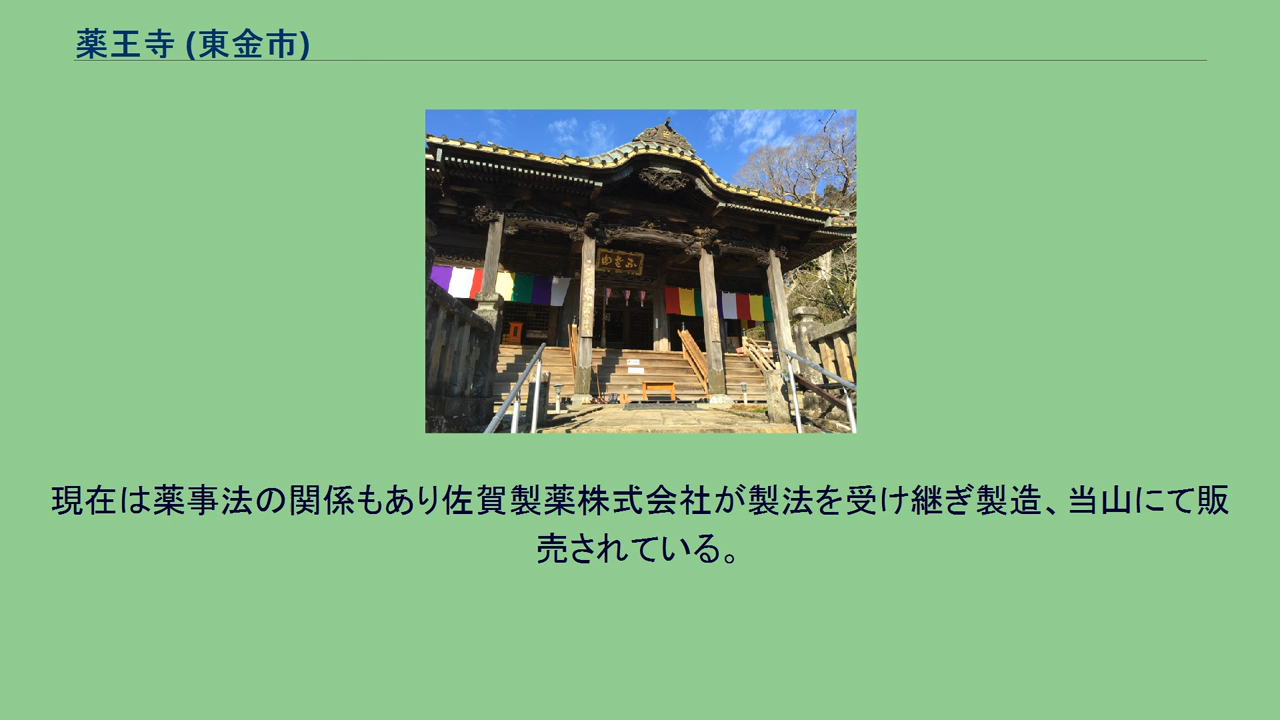 薬王寺 (東金市)
現在は薬事法の関係もあり佐賀製薬株式会社が製法を受け継ぎ製造、当山にて販
売されている。